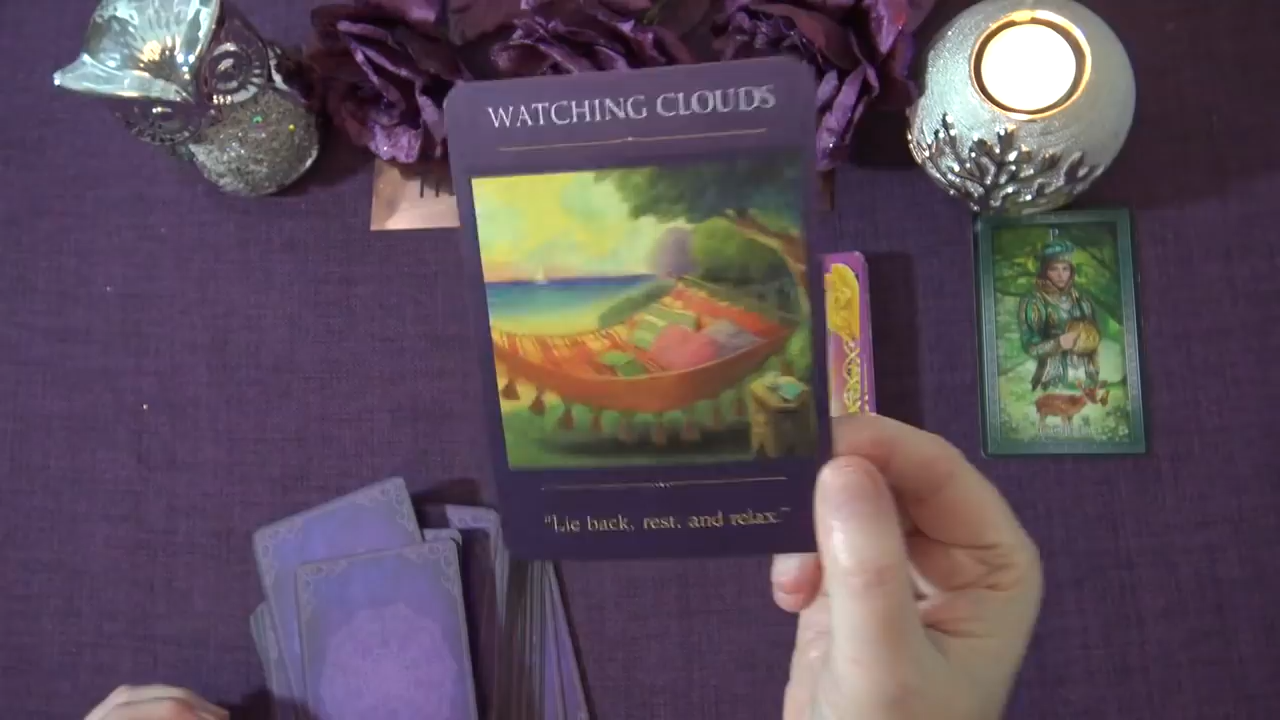 WATCHING CLOUDS
"Lie back, rest, and relax."